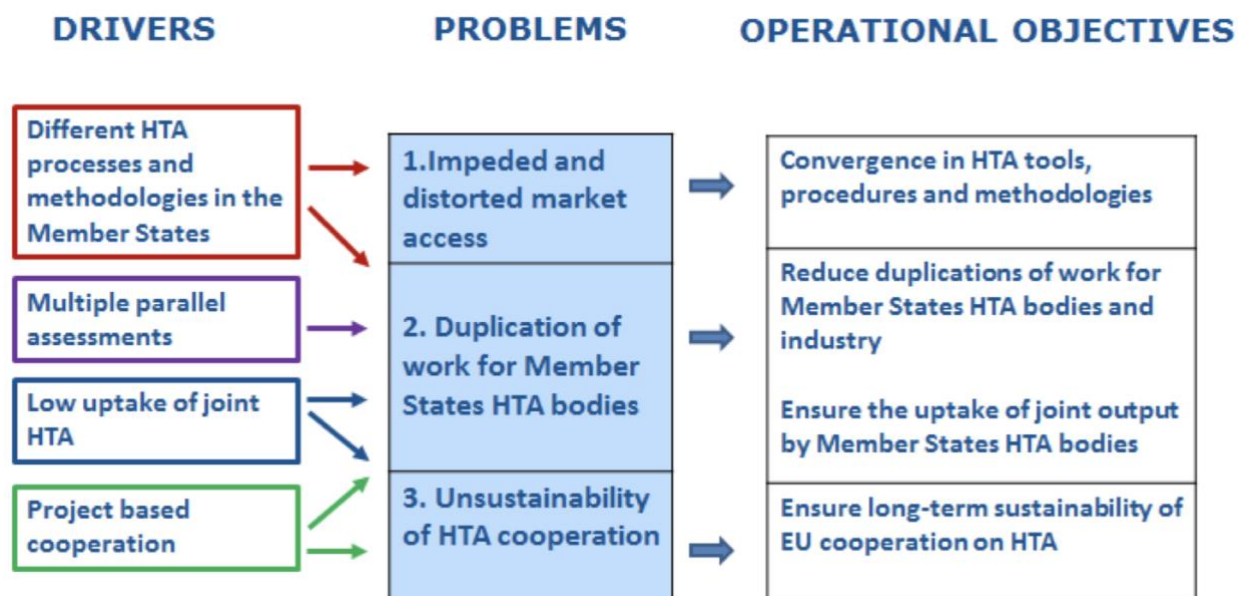 DRIVERS
PROBLEMS
OPERATIONAL OBJECTIVES
Different HTA
processes and
methodologies in the
Member States
Multiple parallel
assessments
Low uptake of joint
HTA
Project based
cooperation
1.Impeded and
distorted market
access
2. Duplication of
work for Member
States HTA bodies
3. Unsustainability
of HTA cooperation
Convergence in HTA tools,
procedures and methodologies
Reduce duplications of work for
Member States HTA bodies and
industry
Ensure the uptake of joint output
by Member States HTA bodies
Ensure long-term sustainability of
EU cooperation on HTA